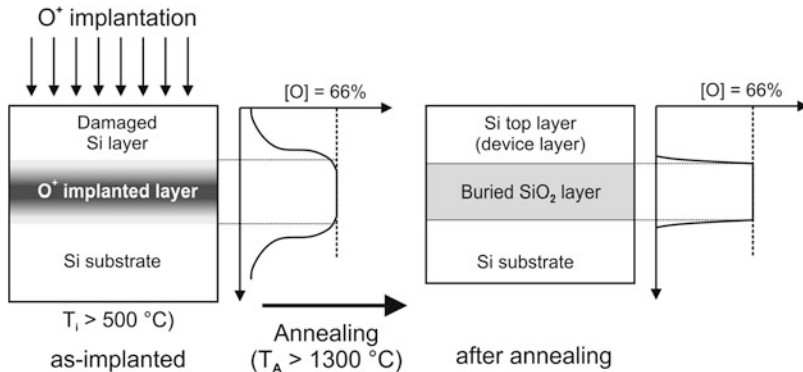 O⁺ implantation
Damaged
Si layer
O⁺ implanted layer
Si substrate
Tᵢ > 500 °C)
as-implanted
[O] = 66%
Annealing
(T_A > 1300 °C)
[O] = 66%
Si top layer
(device layer)
Buried SiO₂ layer
Si substrate
after annealing